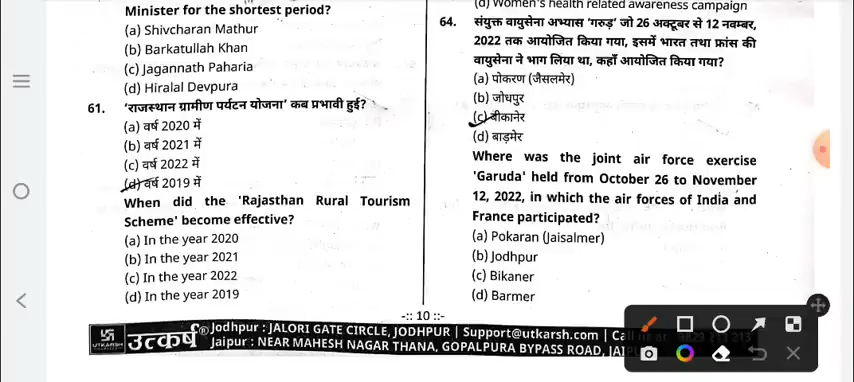 Minister for the shortest period?
(a) Shivcharan Mathur
(b) Barkatullah Khan
(c) Jagannath Paharia
(d) Hiralal Devpura
61. 'राजस्थान ग्रामीण पर्यटन योजना' कब प्रभावी हुई?
(a) वर्ष 2020 में
(b) वर्ष 2021 में
(c) वर्ष 2022 में
(d) वर्ष 2019 में
When did the 'Rajasthan Rural Tourism
Scheme' become effective?
(a) In the year 2020
(b) In the year 2021
(c) In the year 2022
(d) In the year 2019
(d) Women's health related awareness campaign
64. संयुक्त वायुसेना अभ्यास 'गरुड़' जो 26 अक्टूबर से 12 नवम्बर,
2022 तक आयोजित किया गया, इसमें भारत तथा फ्रांस की
वायुसेना ने भाग लिया था, कहाँ आयोजित किया गया?
(a) पोकरण (जैसलमेर)
(b) जोधपुर
(c) बीकानेर
(d) बाड़मेर
Where was the joint air force exercise
'Garuda' held from October 26 to November
12, 2022, in which the air forces of India and
France participated?
(a) Pokaran (Jaisalmer)
(b) Jodhpur
(c) Bikaner
(d) Barmer
-:: 10 ::-
UTKARSH
उत्कर्ष® Jodhpur : JALORI GATE CIRCLE, JODHPUR | Support@utkarsh.com | Call
Jaipur : NEAR MAHESH NAGAR THANA, GOPALPURA BYPASS ROAD,